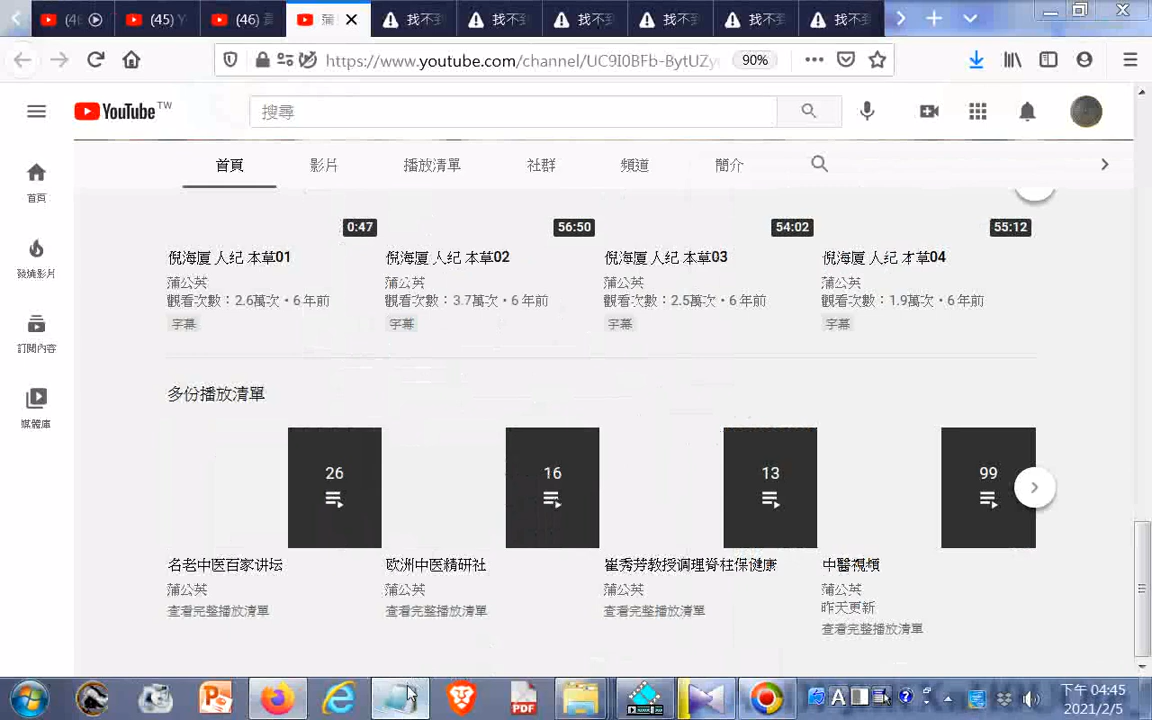 (45)
(46)
找不到
找不到
找不到
找不到
找不到
找不到
https://www.youtube.com/channel/UC9I0BFb-BytUZy
90%
YouTube TW
搜尋
首頁
影片
播放清單
社群
頻道
簡介
首頁
發燒影片
訂閱內容
媒體庫
0:47
56:50
54:02
55:12
倪海厦 人纪 本草01
倪海厦 人纪 本草02
倪海厦 人纪 本草03
倪海厦 人纪 本草04
蒲公英
蒲公英
蒲公英
蒲公英
觀看次數：2.6萬次・6 年前
觀看次數：3.7萬次・6 年前
觀看次數：2.5萬次・6 年前
觀看次數：1.9萬次・6 年前
字幕
字幕
字幕
字幕
多份播放清單
26
16
13
99
名老中医百家讲坛
欧洲中医精研社
崔秀芳教授调理脊柱保健康
中醫視頻
蒲公英
蒲公英
蒲公英
蒲公英
昨天更新
查看完整播放清單
查看完整播放清單
查看完整播放清單
查看完整播放清單
PDF
A
下午 04:45
2021/2/5